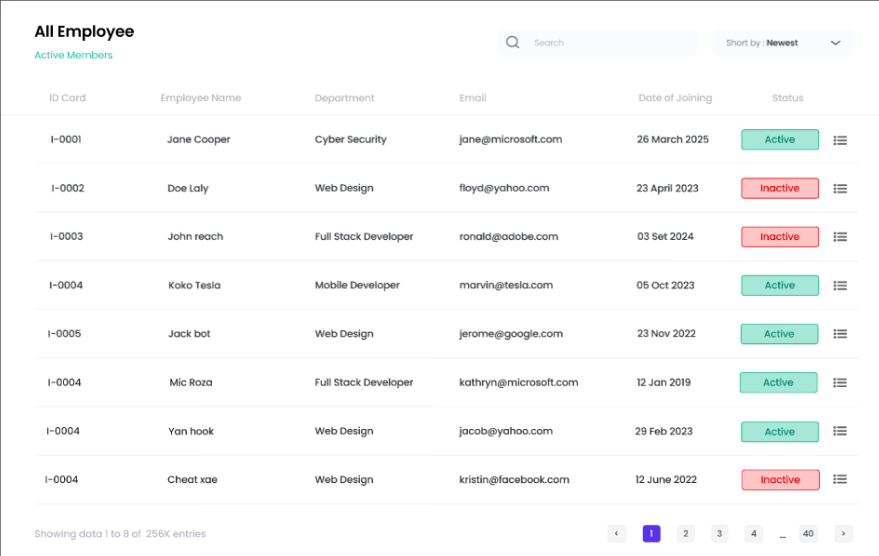 All Employee
Active Members
Search
Short by : Newest
ID Card Employee Name Department Email Date of Joining Status
I-0001 Jane Cooper Cyber Security jane@microsoft.com 26 March 2025 Active
I-0002 Doe Laly Web Design floyd@yahoo.com 23 April 2023 Inactive
I-0003 John reach Full Stack Developer ronald@adobe.com 03 Set 2024 Inactive
I-0004 Koko Tesla Mobile Developer marvin@tesla.com 05 Oct 2023 Active
I-0005 Jack bot Web Design jerome@google.com 23 Nov 2022 Active
I-0004 Mic Roza Full Stack Developer kathryn@microsoft.com 12 Jan 2019 Active
I-0004 Yan hook Web Design jacob@yahoo.com 29 Feb 2023 Active
I-0004 Cheat xae Web Design kristin@facebook.com 12 June 2022 Inactive
Showing data 1 to 8 of 256K entries
< 1 2 3 4 ... 40 >